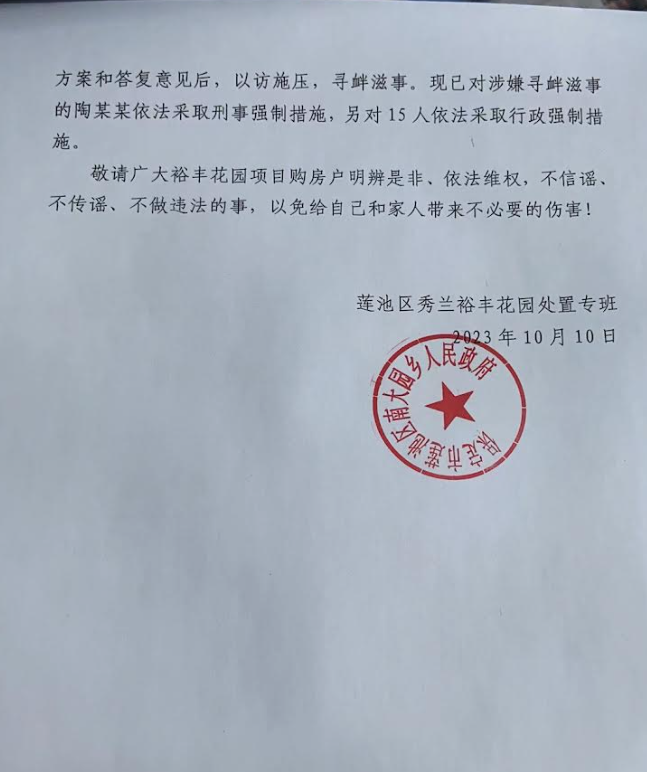 方案和答复意见后，以访施压，寻衅滋事。现已对涉嫌寻衅滋事
的陶某某依法采取刑事强制措施，另对 15 人依法采取行政强制措
施。
敬请广大裕丰花园项目购房户明辨是非、依法维权，不信谣、
不传谣、不做违法的事，以免给自己和家人带来不必要的伤害！
莲池区秀兰裕丰花园处置专班
2023 年 10 月 10 日
保定市莲池区南大园乡人民政府